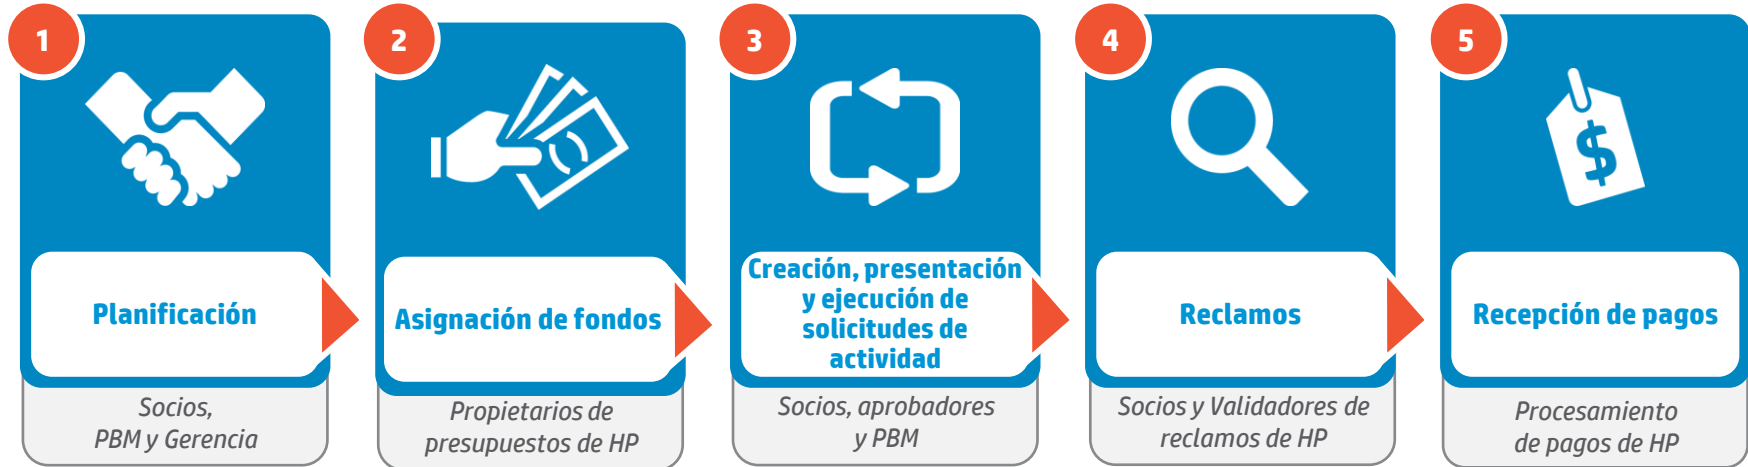 1
Planificación
Socios,
PBM y Gerencia
2
Asignación de fondos
Propietarios de
presupuestos de HP
3
Creación, presentación
y ejecución de
solicitudes de
actividad
Socios, aprobadores
y PBM
4
Reclamos
Socios y Validadores de
reclamos de HP
5
$
Recepción de pagos
Procesamiento
de pagos de HP